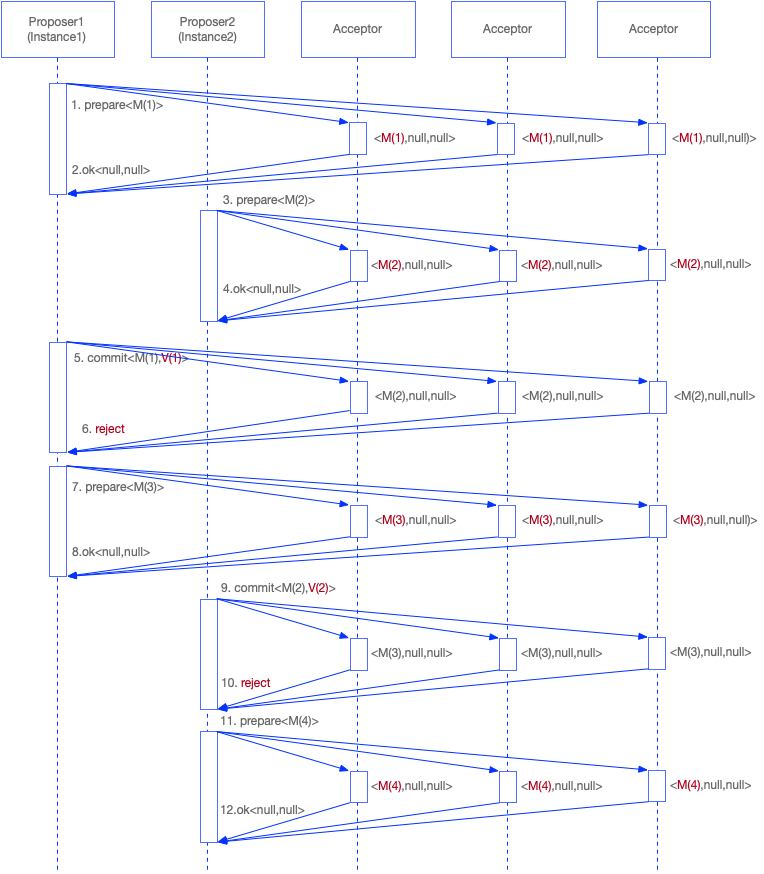 Proposer1
(Instance1)
Proposer2
(Instance2)
Acceptor
Acceptor
Acceptor
1. prepare<M(1)>
<M(1),null,null>
<M(1),null,null>
<M(1),null,null)>
2.ok<null,null>
3. prepare<M(2)>
<M(2),null,null>
<M(2),null,null>
<M(2),null,null>
4.ok<null,null>
5. commit<M(1),V(1)>
<M(2),null,null>
<M(2),null,null>
<M(2),null,null>
6. reject
7. prepare<M(3)>
<M(3),null,null>
<M(3),null,null>
<M(3),null,null)>
8.ok<null,null>
9. commit<M(2),V(2)>
<M(3),null,null>
<M(3),null,null>
<M(3),null,null>
10. reject
11. prepare<M(4)>
<M(4),null,null>
<M(4),null,null>
<M(4),null,null>
12.ok<null,null>